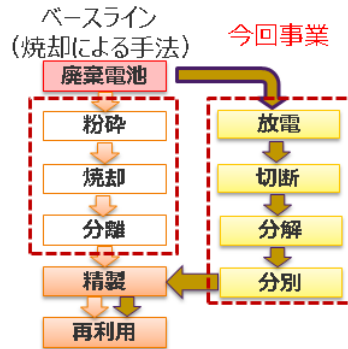 ベースライン
（焼却による手法）
今回事業
廃棄電池
粉砕
焼却
分離
精製
再利用
放電
切断
分解
分別